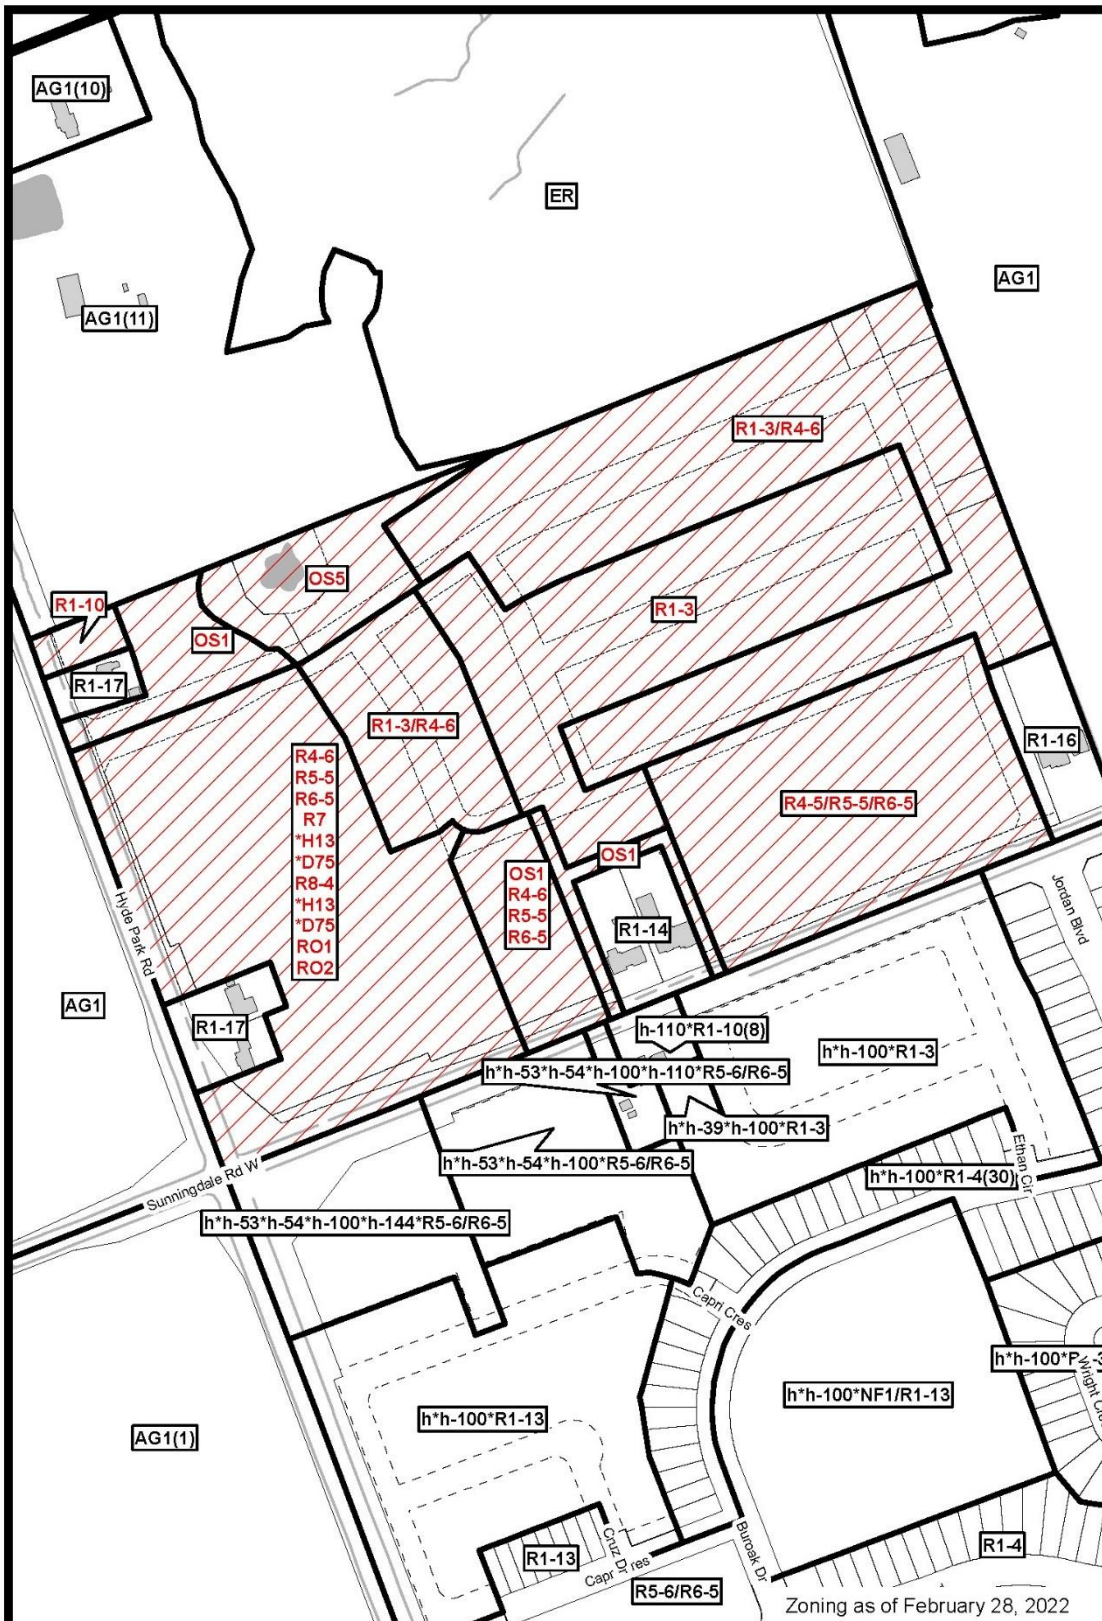 AG1(10)
ER
AG1
AG1(11)
R1-3/R4-6
OS5
R1-10
R1-3
OS1
R1-17
R1-3/R4-6
R1-16
R4-6
R5-5
R6-5
R7
*H13
*D75
R8-4
*H13
*D75
RO1
RO2
R4-5/R5-5/R6-5
OS1
OS1
R4-6
R5-5
R6-5
R1-14
Jordan Blvd
Hyde Park Rd
AG1
R1-17
h-110*R1-10(8)
h*h-100*R1-3
h*h-53*h-54*h-100*h-110*R5-6/R6-5
h*h-39*h-100*R1-3
Ethan Cir
h*h-53*h-54*h-100*R5-6/R6-5
h*h-100*R1-4(30)
Sunningdale Rd W
h*h-53*h-54*h-100*h-144*R5-6/R6-5
Capri Cres
Wright Cres
h*h-100*NF1/R1-13
h*h-100*R1-13
AG1(1)
Cruz Dr
Buroak Dr
R1-13
R1-4
R5-6/R6-5
Zoning as of February 28, 2022